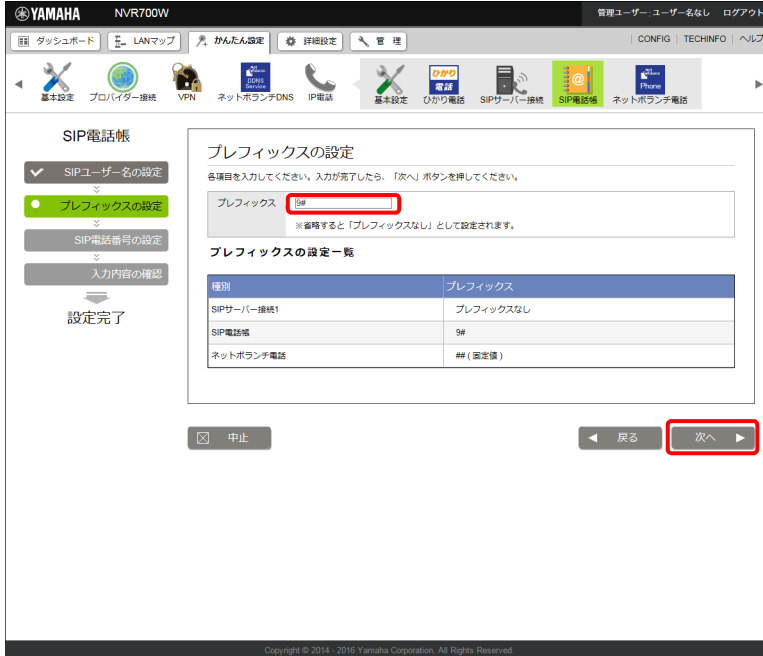 YAMAHA NVR700W 管理ユーザー:ユーザー名なし ログアウト
ダッシュボード LANマップ かんたん設定 詳細設定 管 理 CONFIG | TECHINFO | ヘルプ
Net Volante DDNS Service
ひかり電話
@
Net Volante Phone
基本設定 プロバイダー接続 VPN ネットボランチDNS IP電話 基本設定 ひかり電話 SIPサーバー接続 SIP電話帳 ネットボランチ電話
SIP電話帳
SIPユーザー名の設定
プレフィックスの設定
SIP電話番号の設定
入力内容の確認
設定完了
プレフィックスの設定
各項目を入力してください。入力が完了したら、「次へ」ボタンを押してください。
プレフィックス 9#
※省略すると「プレフィックスなし」として設定されます。
プレフィックスの設定一覧
種別 プレフィックス
SIPサーバー接続1 プレフィックスなし
SIP電話帳 9#
ネットボランチ電話 ## ( 固定値 )
中止 戻る 次へ
Copyright © 2014 - 2016 Yamaha Corporation. All Rights Reserved.